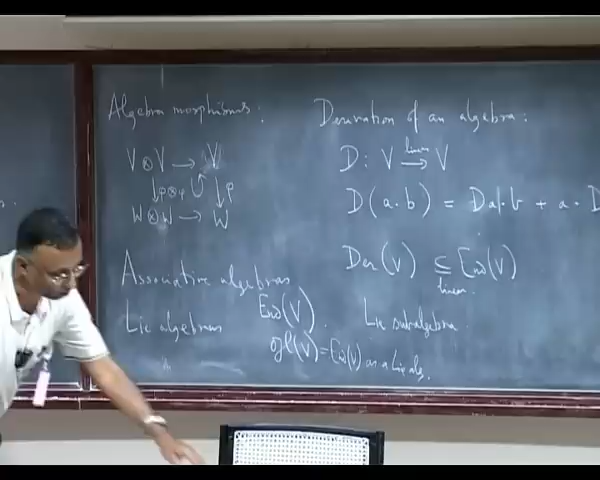 Algebra morphisms:
V ⊗ V → V
↓φ⊗φ ↺ ↓φ
W ⊗ W → W
Associative algebras End(V)
Lie algebras
gl(V) = End(V) as a Lie alg.
Derivation of an algebra:
D: V linear → V
D(a·b) = Da·b + a·D
Der(V) ⊆ End(V)
linear
Lie subalgebra